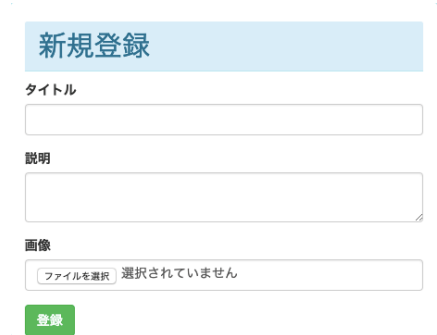 新規登録
タイトル
説明
画像
ファイルを選択 選択されていません
登録